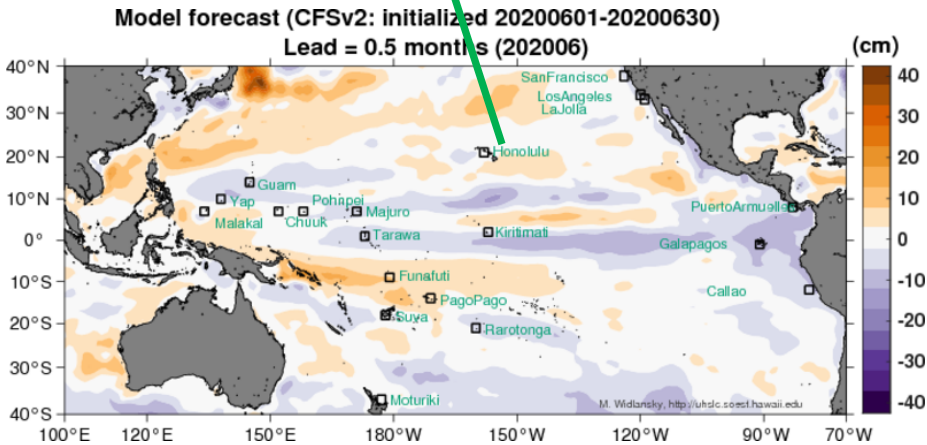 Model forecast (CFSv2: initialized 20200601-20200630)
Lead = 0.5 months (202006)
(cm)
40°N
30°N
20°N
10°N
0°
10°S
20°S
30°S
40°S
SanFrancisco
LosAngeles
LaJolla
Honolulu
Guam
Yap
Pohnpei
Malakal
Chuuk
Majuro
PuertoArmuelle
Tarawa
Kiritimati
Galapagos
Funafuti
Callao
PagoPago
Suva
Rarotonga
Moturiki
M. Widlansky, http://uhslc.soest.hawaii.edu
100°E 120°E 150°E 180°W 150°W 120°W 90°W 70°W
40
30
20
10
0
-10
-20
-30
-40